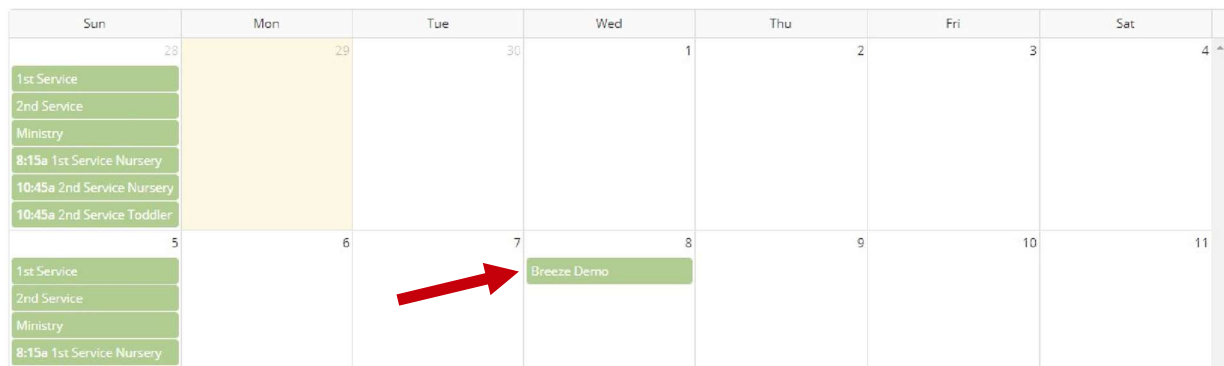 Sun Mon Tue Wed Thu Fri Sat
28 29 30 1 2 3 4
1st Service
2nd Service
Ministry
8:15a 1st Service Nursery
10:45a 2nd Service Nursery
10:45a 2nd Service Toddler
5 6 7 8 9 10 11
1st Service
Breeze Demo
2nd Service
Ministry
8:15a 1st Service Nursery